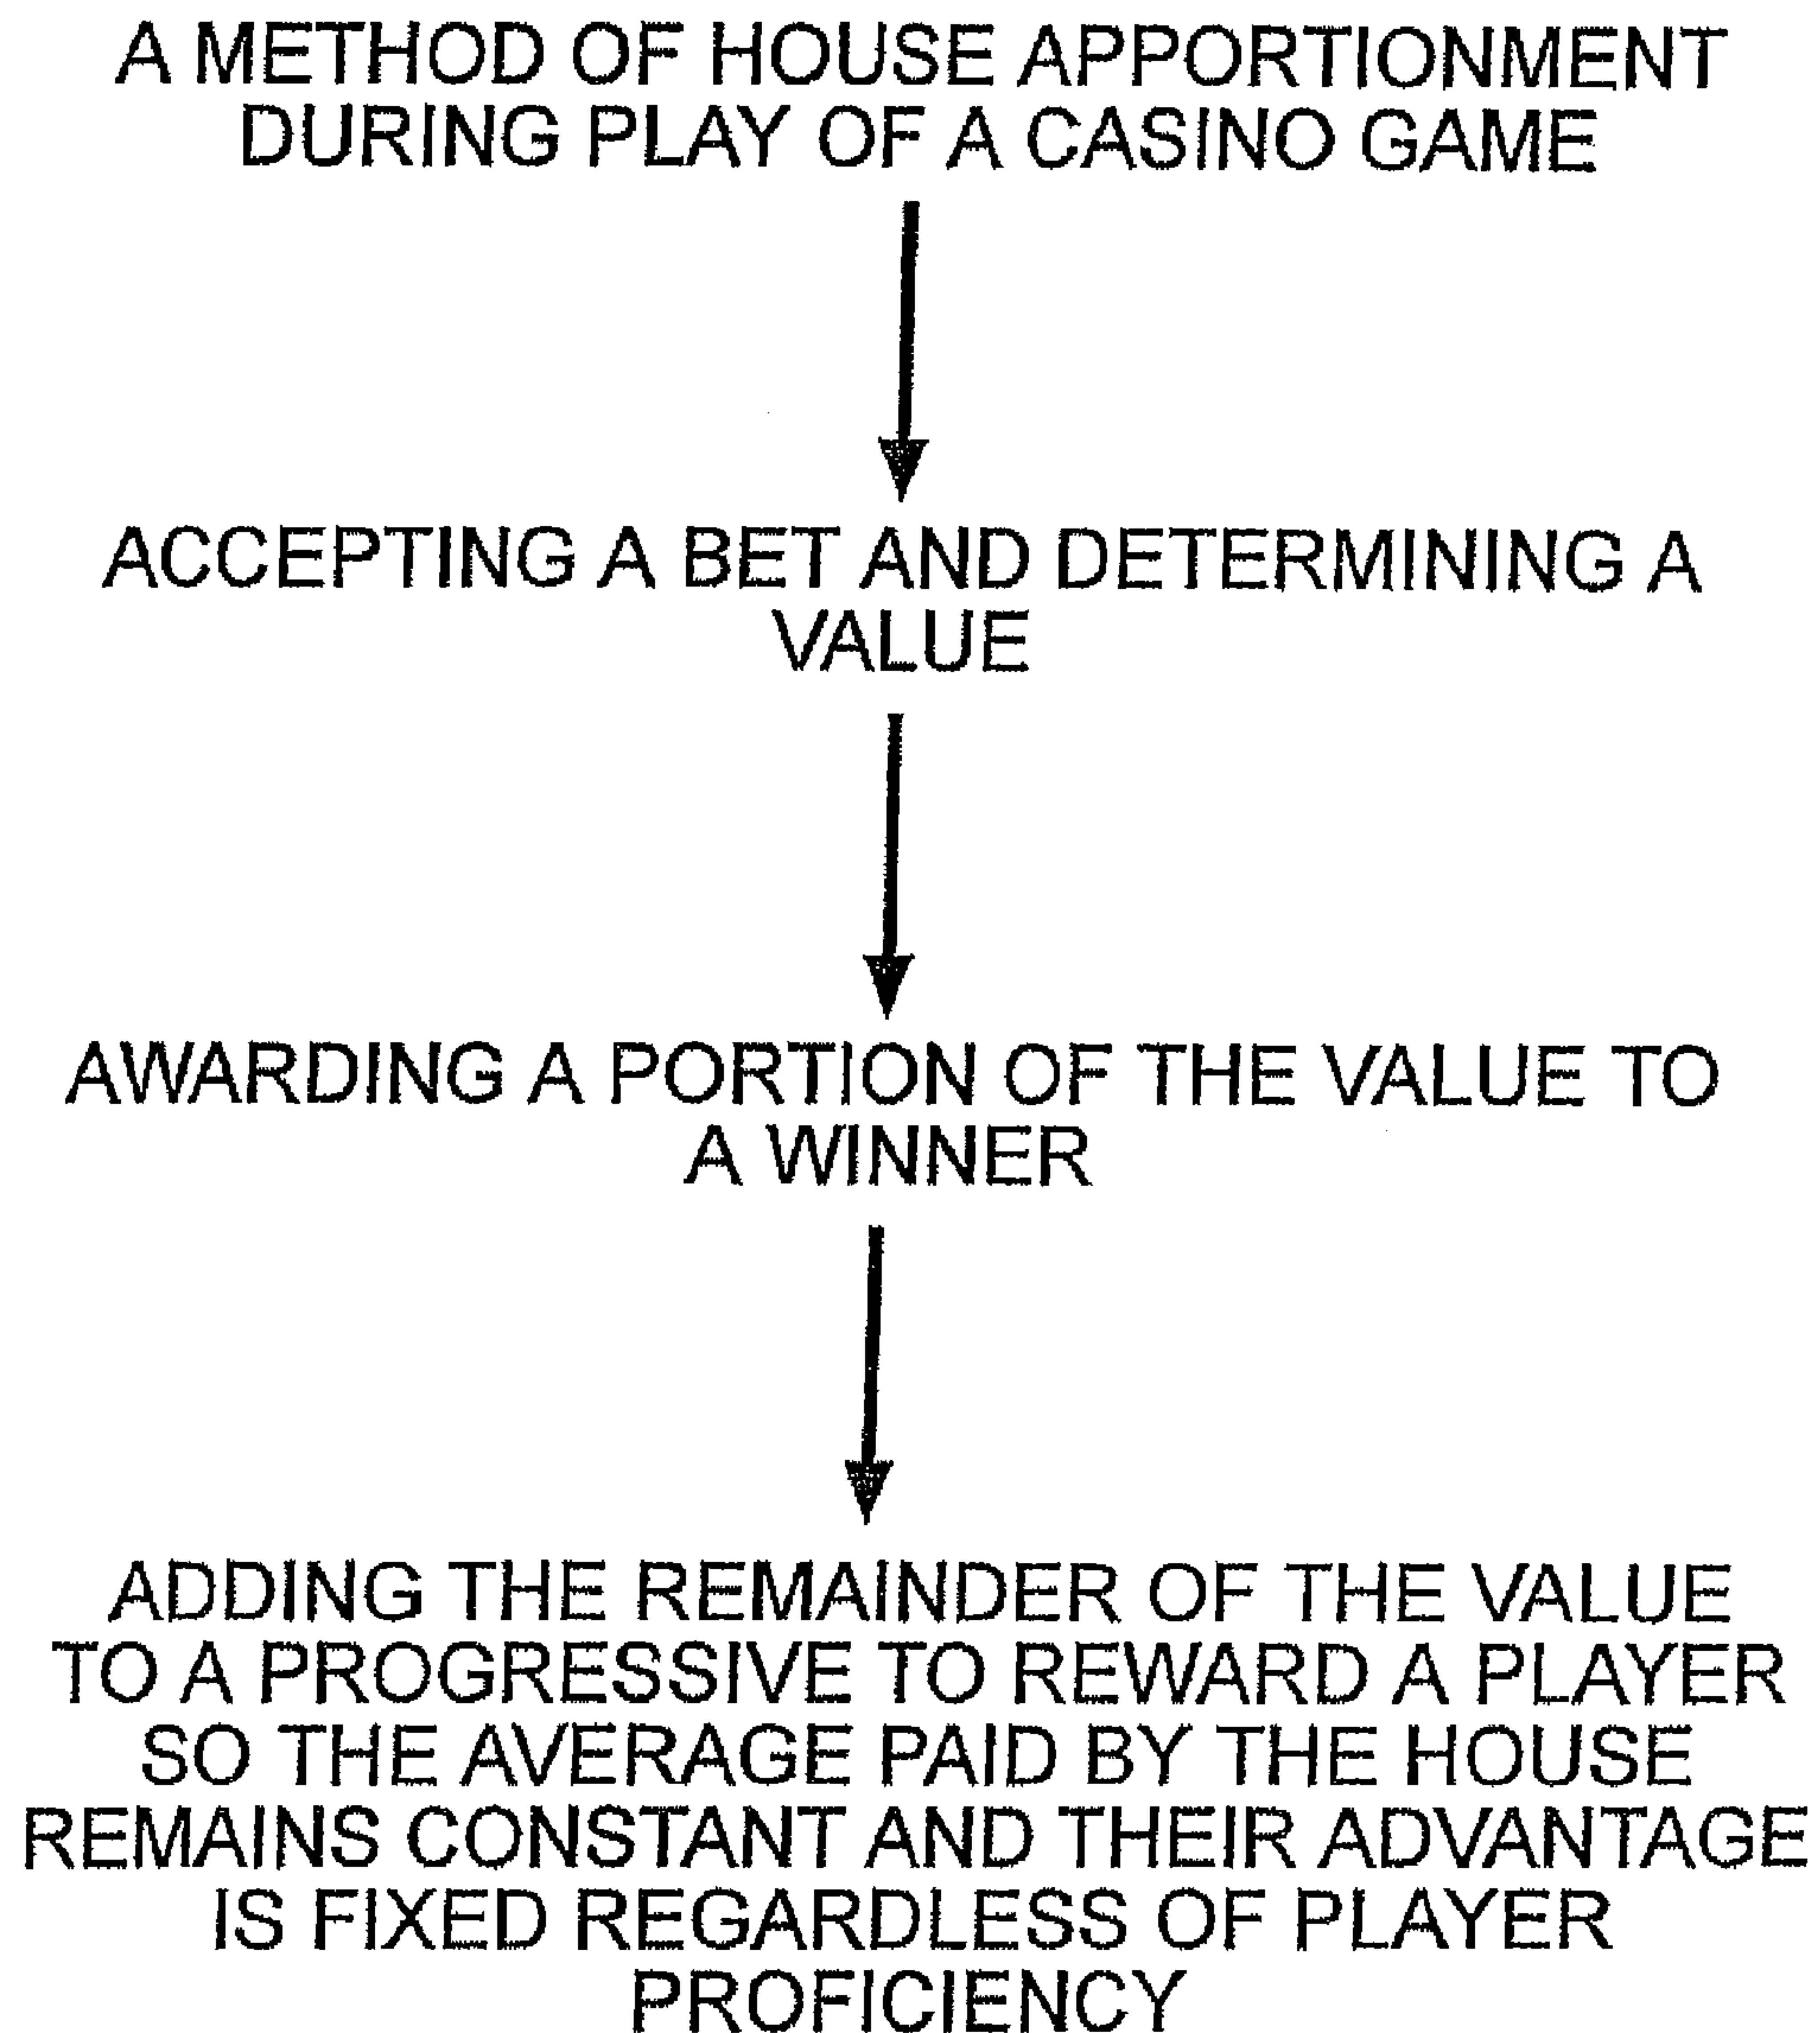 A METHOD OF HOUSE APPORTIONMENT
DURING PLAY OF A CASINO GAME
ACCEPTING A BET AND DETERMINING A
VALUE
AWARDING A PORTION OF THE VALUE TO
A WINNER
ADDING THE REMAINDER OF THE VALUE
TO A PROGRESSIVE TO REWARD A PLAYER
SO THE AVERAGE PAID BY THE HOUSE
REMAINS CONSTANT AND THEIR ADVANTAGE
IS FIXED REGARDLESS OF PLAYER
PROFICIENCY